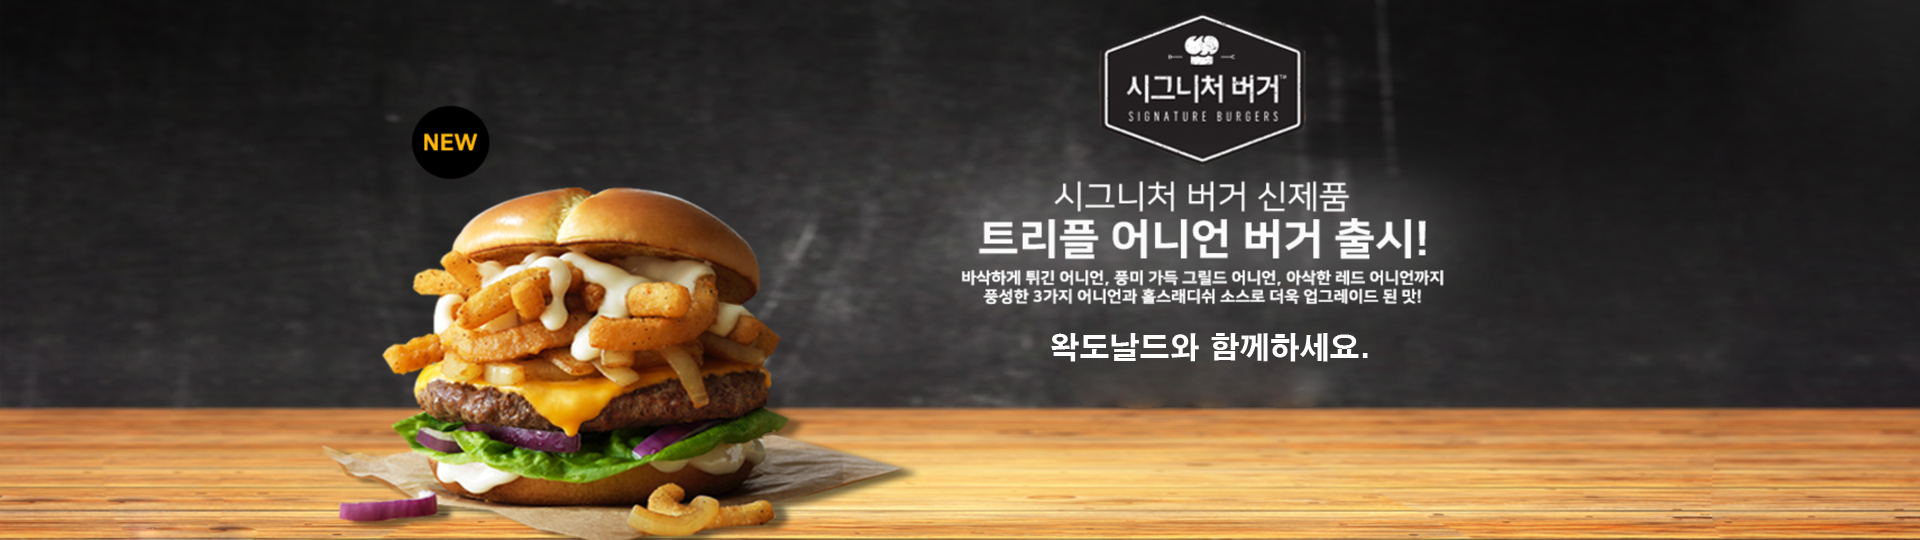 NEW
시그니처 버거™
SIGNATURE BURGERS
시그니처 버거 신제품
트리플 어니언 버거 출시!
바삭하게 튀긴 어니언, 풍미 가득 그릴드 어니언, 아삭한 레드 어니언까지
풍성한 3가지 어니언과 홀스래디쉬 소스로 더욱 업그레이드 된 맛!
왁도날드와 함께하세요.